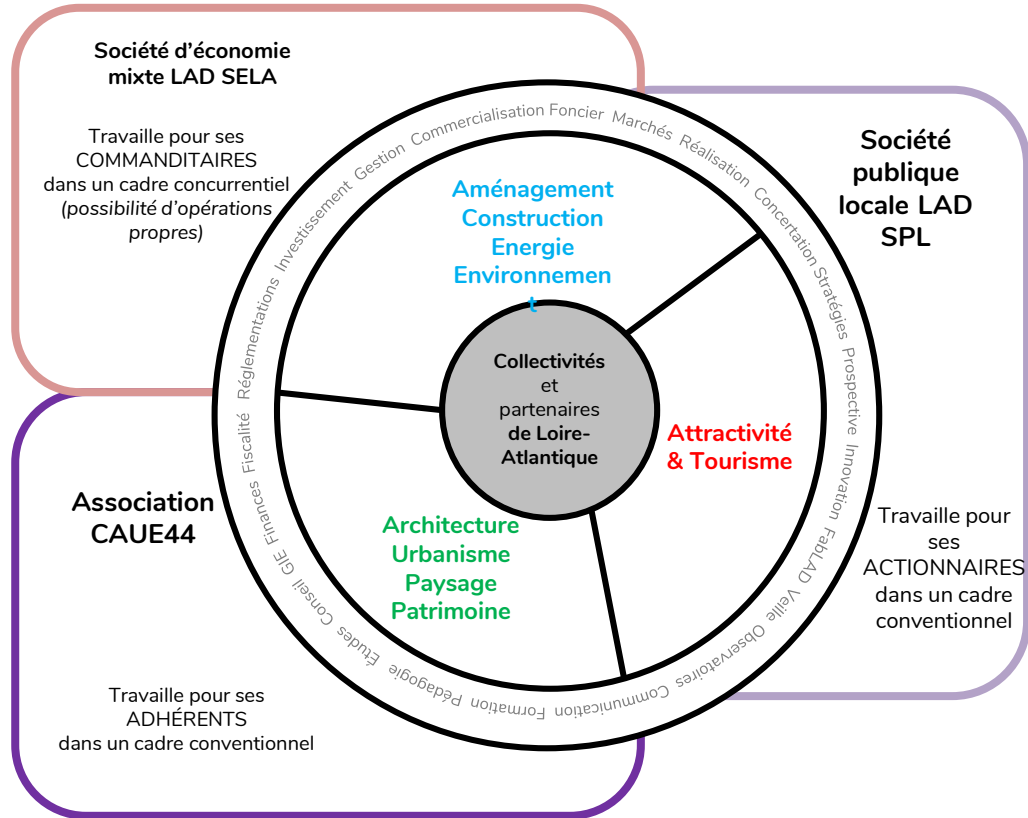 Société d’économie
mixte LAD SELA
Travaille pour ses
COMMANDITAIRES
dans un cadre concurrentiel
(possibilité d’opérations
propres)
Société
publique
locale LAD
SPL
Travaille pour
ses
ACTIONNAIRES
dans un cadre
conventionnel
Association
CAUE44
Travaille pour ses
ADHÉRENTS
dans un cadre conventionnel
Réglementations Investissement Gestion Commercialisation Foncier Marchés Réalisation Concertation Stratégies Prospective Innovation FabLAD Veille Observatoires Communication Formation Pédagogie Études Conseil GIE Finances Fiscalité
Aménagement
Construction
Energie
Environnemen
t
Collectivités
et
partenaires
de Loire-
Atlantique
Attractivité
& Tourisme
Architecture
Urbanisme
Paysage
Patrimoine